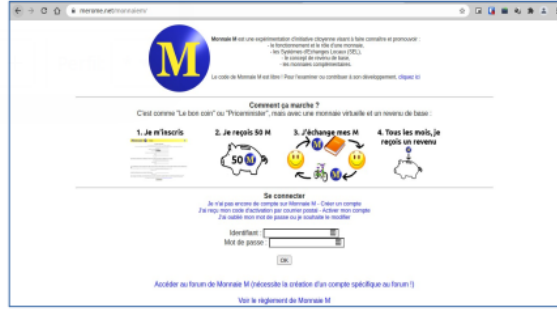 merome.net/monnaiem/
M
Monnaie M est une expérimentation d'initiative citoyenne visant à faire connaître et promouvoir :
- le fonctionnement et le rôle d'une monnaie,
- les Systèmes d'Echanges Locaux (SEL),
- le concept de revenu de base,
- les monnaies complémentaires.
Le code de Monnaie M est libre ! Pour l'examiner ou contribuer à son développement, cliquez ici
Comment ça marche ?
C'est comme "Le bon coin" ou "Priceminister", mais avec une monnaie virtuelle et un revenu de base :
1. Je m'inscris
2. Je reçois 50 M
3. J'échange mes M
4. Tous les mois, je
reçois un revenu
50 M
Se connecter
Je n'ai pas encore de compte sur Monnaie M - Créer un compte
J'ai reçu mon code d'activation par courrier postal - Activer mon compte
J'ai oublié mon mot de passe ou je souhaite le modifier
Identifiant :
Mot de passe :
OK
Accéder au forum de Monnaie M (nécessite la création d'un compte spécifique au forum !)
Voir le règlement de Monnaie M